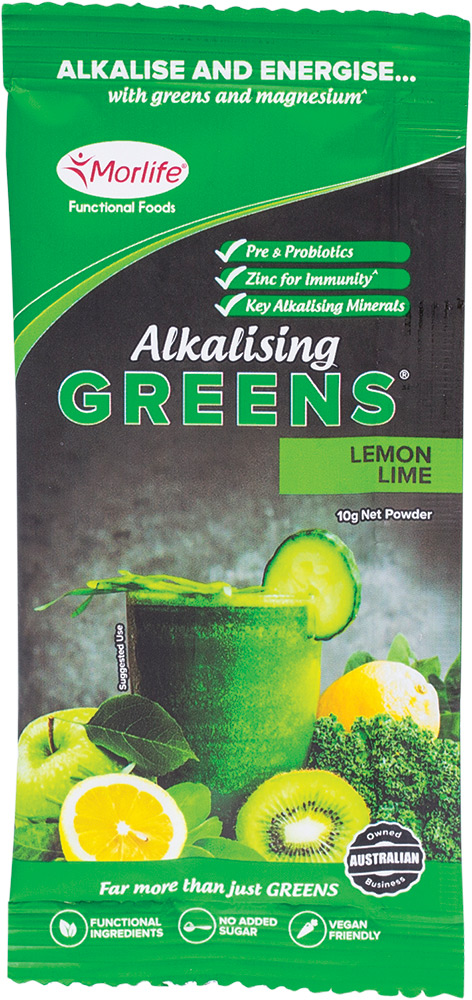 ALKALISE AND ENERGISE...
with greens and magnesium^
Morlife®
Functional Foods
Pre & Probiotics
Zinc for Immunity^
Key Alkalising Minerals
Alkalising
GREENS®
LEMON
LIME
10g Net Powder
Suggested Use
Owned
AUSTRALIAN
Business
Far more than just GREENS
FUNCTIONAL
INGREDIENTS
NO ADDED
SUGAR
VEGAN
FRIENDLY